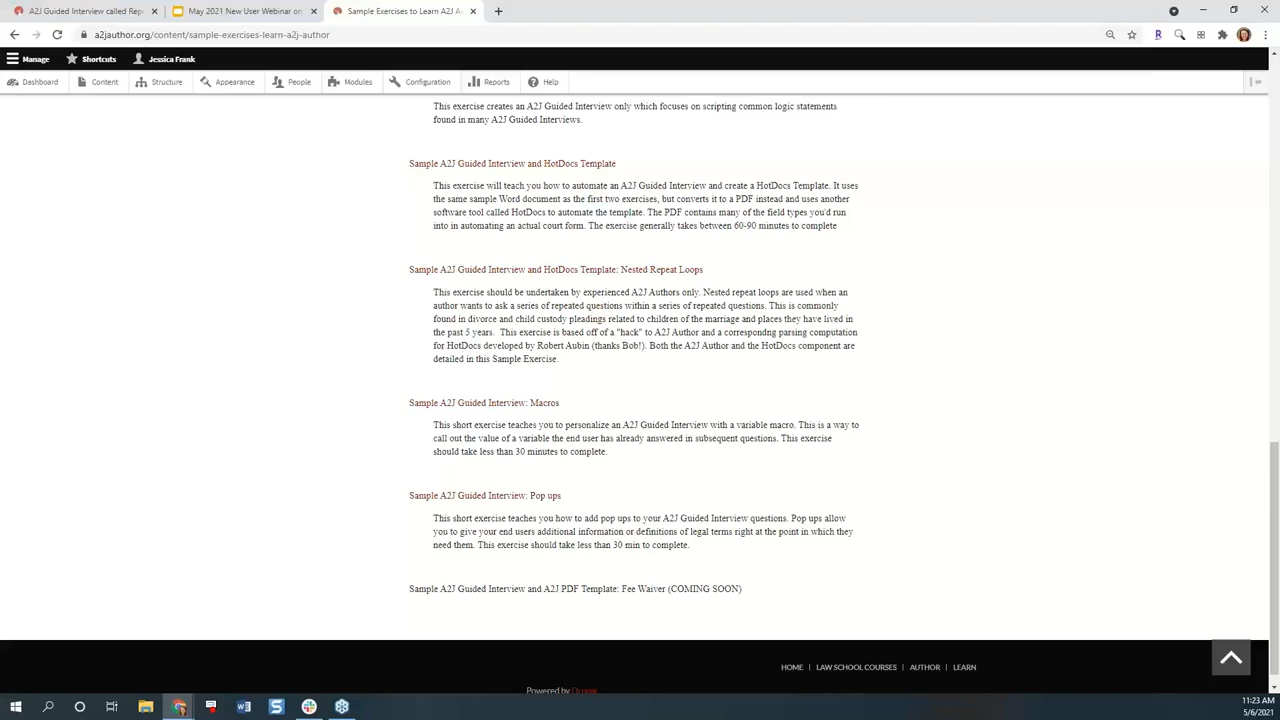 A2J Guided Interview called Rep
May 2021 New User Webinar on
Sample Exercises to Learn A2J A
a2jauthor.org/content/sample-exercises-learn-a2j-author
Manage Shortcuts Jessica Frank
Dashboard Content Structure Appearance People Modules Configuration Reports Help
This exercise creates an A2J Guided Interview only which focuses on scripting common logic statements
found in many A2J Guided Interviews.
Sample A2J Guided Interview and HotDocs Template
This exercise will teach you how to automate an A2J Guided Interview and create a HotDocs Template. It uses
the same sample Word document as the first two exercises, but converts it to a PDF instead and uses another
software tool called HotDocs to automate the template. The PDF contains many of the field types you'd run
into in automating an actual court form. The exercise generally takes between 60-90 minutes to complete
Sample A2J Guided Interview and HotDocs Template: Nested Repeat Loops
This exercise should be undertaken by experienced A2J Authors only. Nested repeat loops are used when an
author wants to ask a series of repeated questions within a series of repeated questions. This is commonly
found in divorce and child custody pleadings related to children of the marriage and places they have lived in
the past 5 years. This exercise is based off of a "hack" to A2J Author and a correspondng parsing computation
for HotDocs developed by Robert Aubin (thanks Bob!). Both the A2J Author and the HotDocs component are
detailed in this Sample Exercise.
Sample A2J Guided Interview: Macros
This short exercise teaches you to personalize an A2J Guided Interview with a variable macro. This is a way to
call out the value of a variable the end user has already answered in subsequent questions. This exercise
should take less than 30 minutes to complete.
Sample A2J Guided Interview: Pop ups
This short exercise teaches you how to add pop ups to your A2J Guided Interview questions. Pop ups allow
you to give your end users additional information or definitions of legal terms right at the point in which they
need them. This exercise should take less than 30 min to complete.
Sample A2J Guided Interview and A2J PDF Template: Fee Waiver (COMING SOON)
HOME | LAW SCHOOL COURSES | AUTHOR | LEARN
Powered by Drupal
11:23 AM
5/6/2021